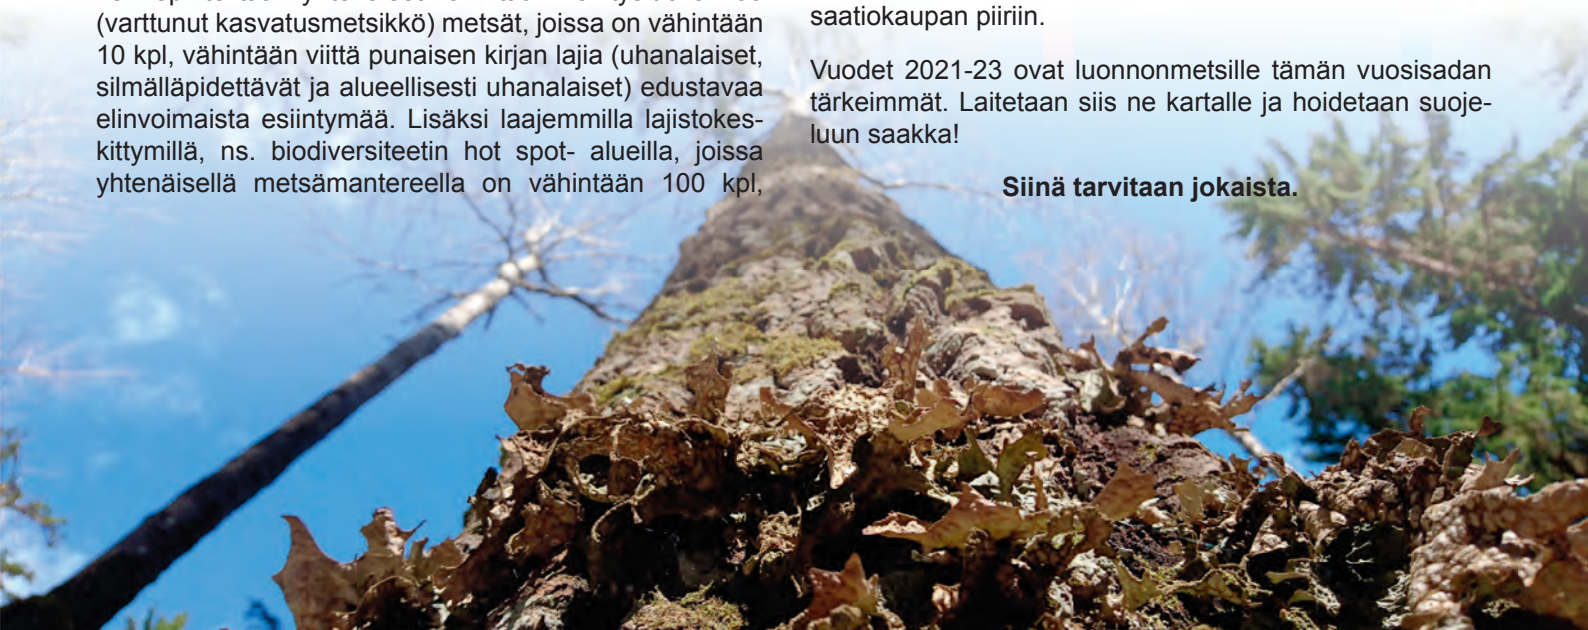 (varttunut kasvatusmetsikkö) metsät, joissa on vähintään
10 kpl, vähintään viittä punaisen kirjan lajia (uhanalaiset,
silmälläpidettävät ja alueellisesti uhanalaiset) edustavaa
elinvoimaista esiintymää. Lisäksi laajemmilla lajistokes-
kittymillä, ns. biodiversiteetin hot spot- alueilla, joissa
yhtenäisellä metsämantereella on vähintään 100 kpl,
saatiokaupan piiriin.
Vuodet 2021-23 ovat luonnonmetsille tämän vuosisadan
tärkeimmät. Laitetaan siis ne kartalle ja hoidetaan suoje-
luun saakka!
Siinä tarvitaan jokaista.